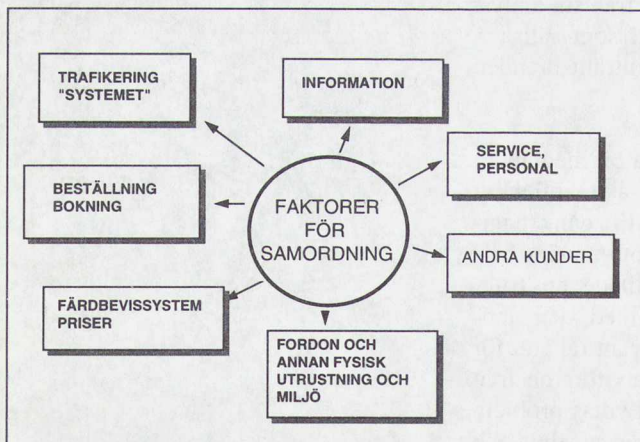 TRAFIKERING
"SYSTEMET"
INFORMATION
SERVICE,
PERSONAL
BESTÄLLNING
BOKNING
FAKTORER
FÖR
SAMORDNING
ANDRA KUNDER
FÄRDBEVISSYSTEM
PRISER
FORDON OCH
ANNAN FYSISK
UTRUSTNING OCH
MILJÖ